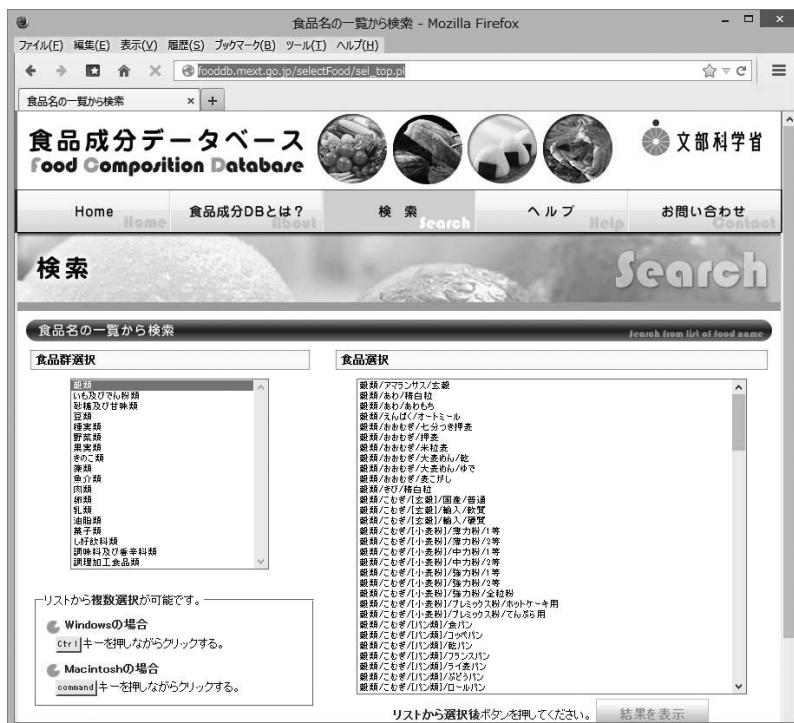 食品名の一覧から検索 - Mozilla Firefox
ファイル(F) 編集(E) 表示(V) 履歴(S) ブックマーク(B) ツール(T) ヘルプ(H)
fooddb.mext.go.jp/selectFood/sel_top.pl
食品名の一覧から検索
食品成分データベース
Food Composition Database
文部科学省
Home Home
食品成分DBとは? About
検 索 Search
ヘルプ Help
お問い合わせ Contact
検索 Search
食品名の一覧から検索 Search from list of food name
食品群選択
穀類
いも及びでん粉類
砂糖及び甘味類
豆類
種実類
野菜類
果実類
きのこ類
藻類
魚介類
肉類
卵類
乳類
油脂類
菓子類
し好飲料類
調味料及び香辛料類
調理加工食品類
リストから複数選択が可能です。
Windowsの場合
Ctrlキーを押しながらクリックする。
Macintoshの場合
commandキーを押しながらクリックする。
食品選択
穀類/アマランサス/玄穀
穀類/あわ/精白粒
穀類/あわ/あわもち
穀類/えんばく/オートミール
穀類/おおむぎ/七分つき押麦
穀類/おおむぎ/押麦
穀類/おおむぎ/米粒麦
穀類/おおむぎ/大麦めん/乾
穀類/おおむぎ/大麦めん/ゆで
穀類/おおむぎ/麦こがし
穀類/きび/精白粒
穀類/こむぎ/[玄穀]/国産/普通
穀類/こむぎ/[玄穀]/輸入/軟質
穀類/こむぎ/[玄穀]/輸入/硬質
穀類/こむぎ/[小麦粉]/薄力粉/1等
穀類/こむぎ/[小麦粉]/薄力粉/2等
穀類/こむぎ/[小麦粉]/中力粉/1等
穀類/こむぎ/[小麦粉]/中力粉/2等
穀類/こむぎ/[小麦粉]/強力粉/1等
穀類/こむぎ/[小麦粉]/強力粉/2等
穀類/こむぎ/[小麦粉]/強力粉/全粒粉
穀類/こむぎ/[小麦粉]/プレミックス粉/ホットケーキ用
穀類/こむぎ/[小麦粉]/プレミックス粉/てんぷら用
穀類/こむぎ/[パン類]/食パン
穀類/こむぎ/[パン類]/コッペパン
穀類/こむぎ/[パン類]/乾パン
穀類/こむぎ/[パン類]/フランスパン
穀類/こむぎ/[パン類]/ライ麦パン
穀類/こむぎ/[パン類]/ぶどうパン
穀類/こむぎ/[パン類]/ロールパン
リストから選択後ボタンを押してください。 結果を表示